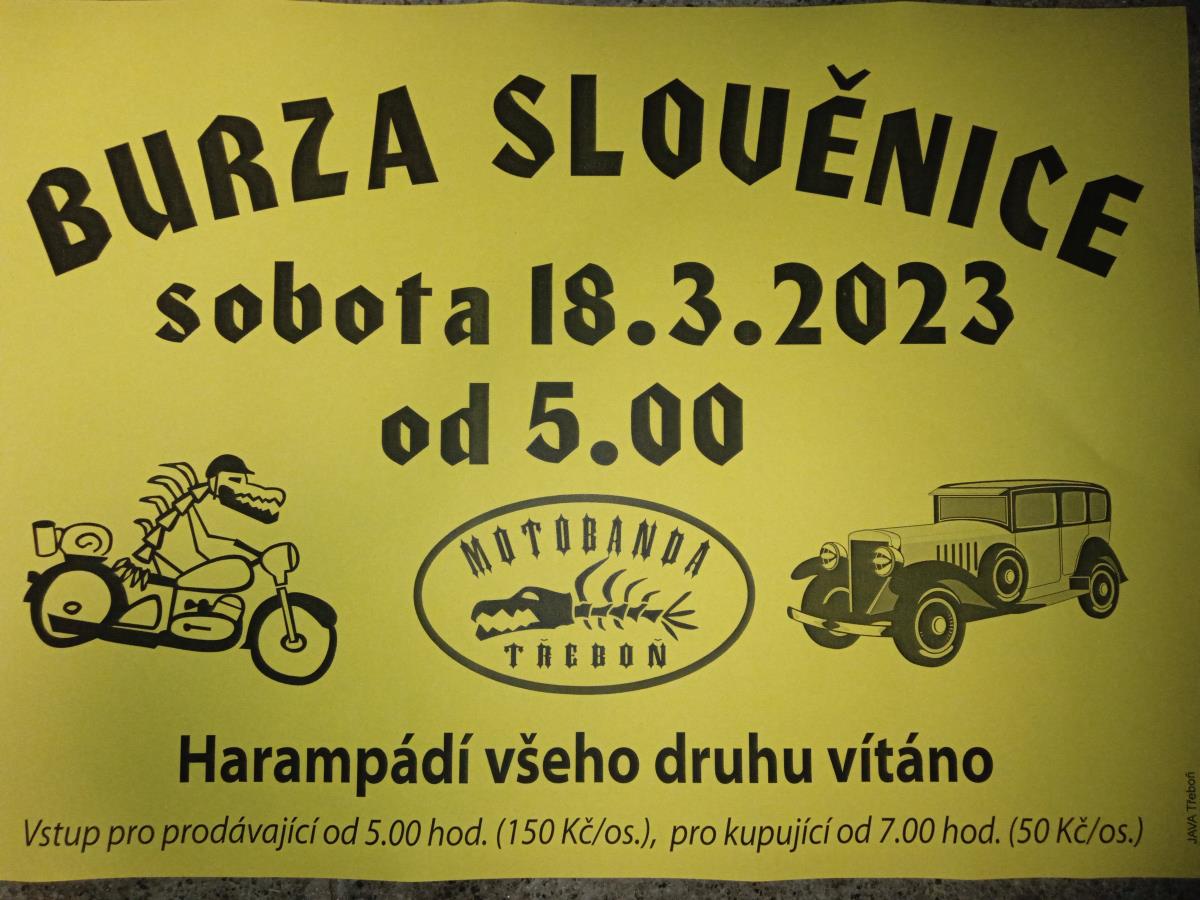 BURZA SLOVĚNICE
sobota 18.3.2023
od 5.00
MOTOBANDA
TŘEBOŇ
Harampádí všeho druhu vítáno
Vstup pro prodávající od 5.00 hod. (150 Kč/os.), pro kupující od 7.00 hod. (50 Kč/os.)
JAVA Třeboň